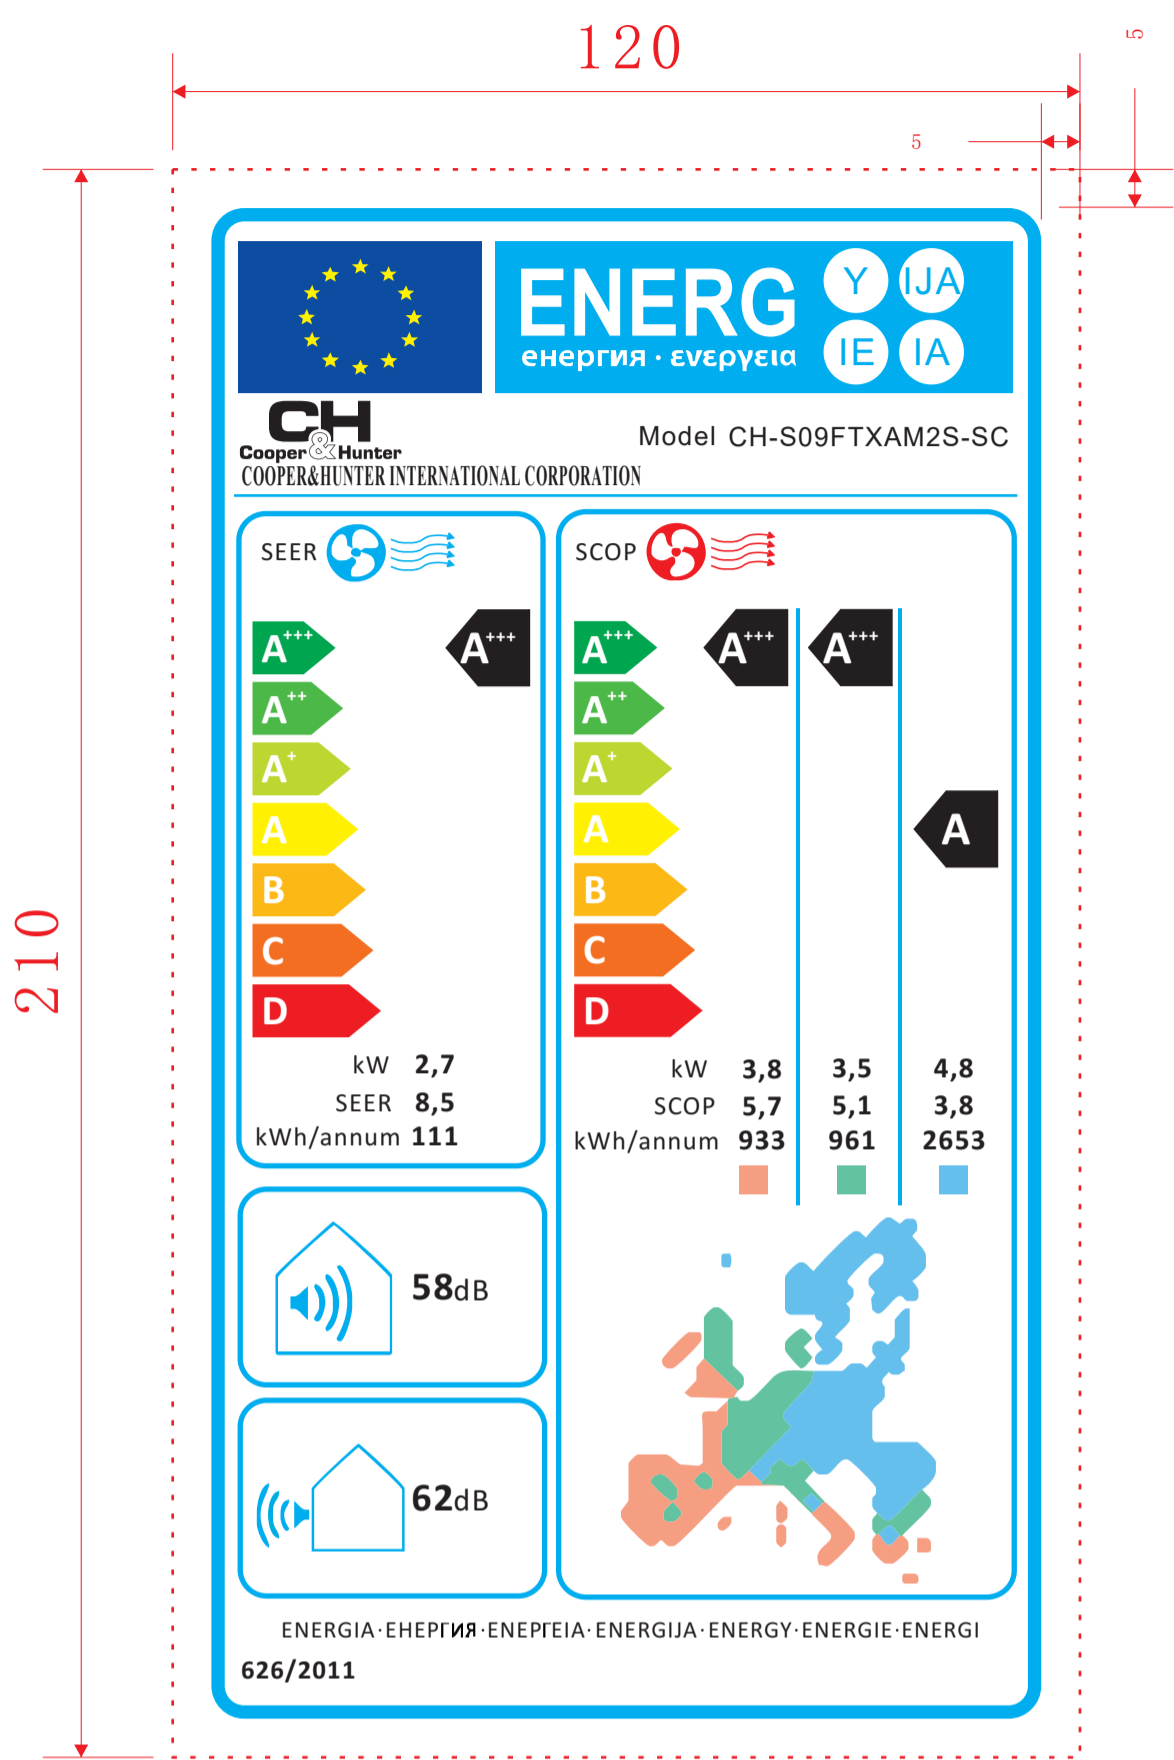 120
5
5
210
ENERG
енергия · ενεργεια
Y IJA
IE IA
CH
Cooper & Hunter
Model CH-S09FTXAM2S-SC
COOPER&HUNTER INTERNATIONAL CORPORATION
SEER
SCOP
A+++ A+++
A++
A+
A
B
C
D
A+++ A+++ A+++
A++
A+
A A
B
C
D
kW 2,7
SEER 8,5
kWh/annum 111
kW 3,8 3,5 4,8
SCOP 5,7 5,1 3,8
kWh/annum 933 961 2653
58dB
62dB
ENERGIA·ЕНЕРГИЯ·ΕΝΕΡΓΕΙΑ·ENERGIJA·ENERGY·ENERGIE·ENERGI
626/2011